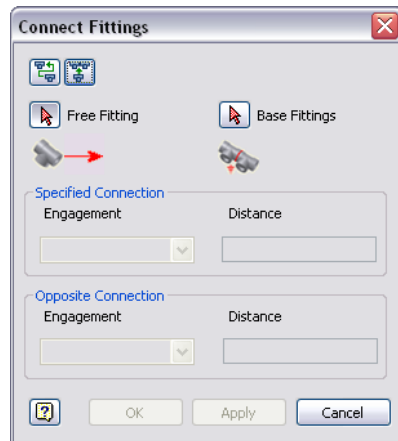 Connect Fittings
Free Fitting Base Fittings
Specified Connection
Engagement Distance
Opposite Connection
Engagement Distance
OK Apply Cancel